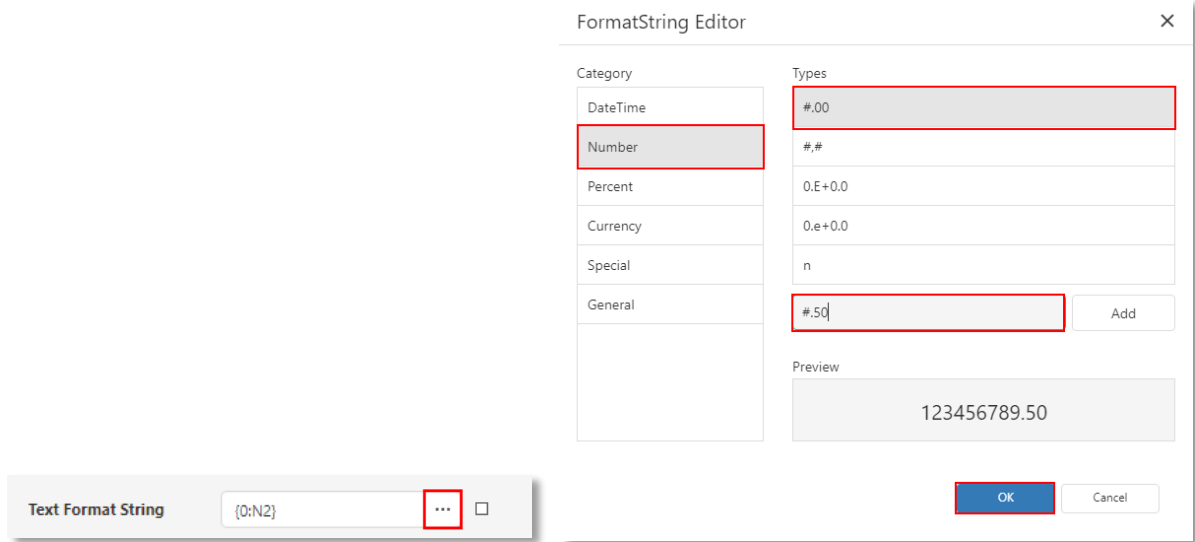 FormatString Editor
Category
Types
DateTime
#.00
Number
#,#
Percent
0.E+0.0
Currency
0.e+0.0
Special
n
General
#.50
Add
Preview
123456789.50
OK
Cancel
Text Format String
{0:N2}
...